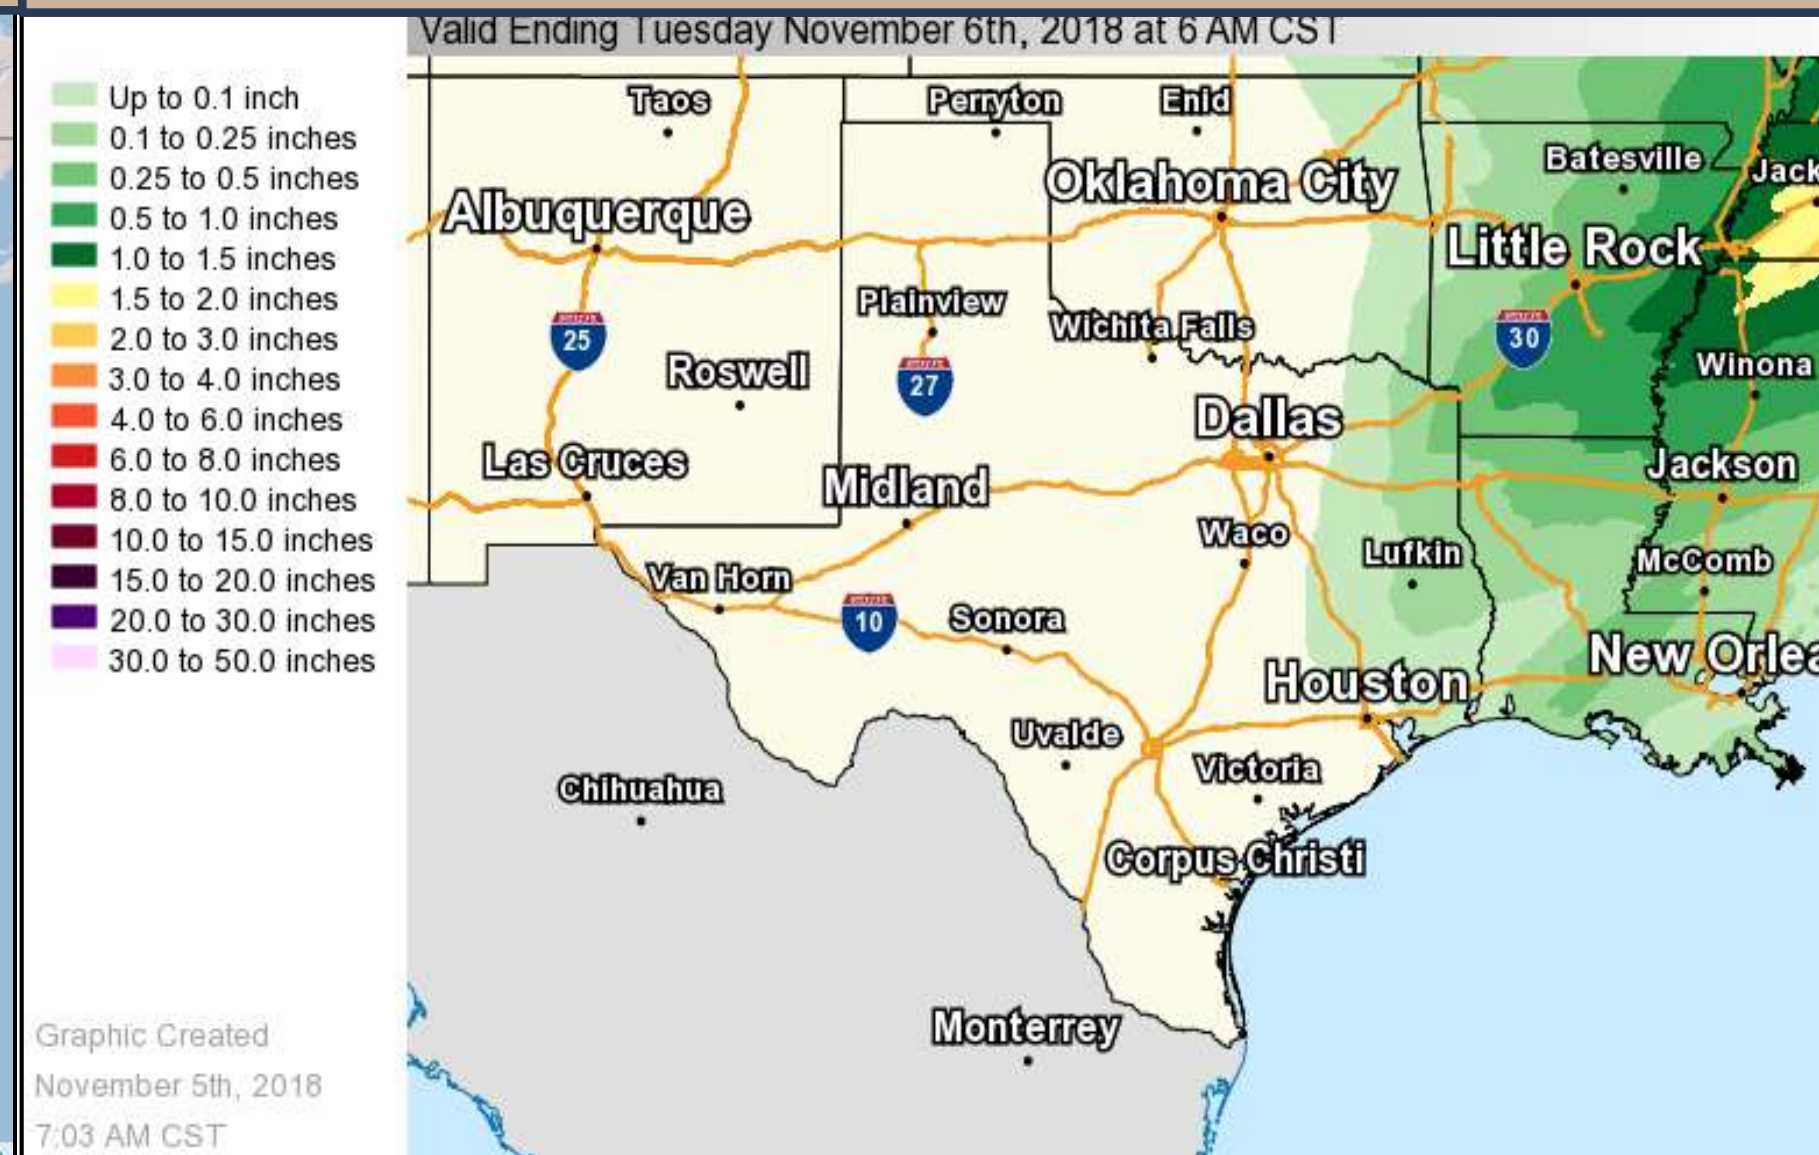 Valid Ending Tuesday November 6th, 2018 at 6 AM CST
Up to 0.1 inch
0.1 to 0.25 inches
0.25 to 0.5 inches
0.5 to 1.0 inches
1.0 to 1.5 inches
1.5 to 2.0 inches
2.0 to 3.0 inches
3.0 to 4.0 inches
4.0 to 6.0 inches
6.0 to 8.0 inches
8.0 to 10.0 inches
10.0 to 15.0 inches
15.0 to 20.0 inches
20.0 to 30.0 inches
30.0 to 50.0 inches
Graphic Created
November 5th, 2018
7:03 AM CST
Taos
Perryton
Enid
Batesville
Jack
Oklahoma City
Albuquerque
Little Rock
Plainview
Wichita Falls
25
30
Roswell
27
Winona
Dallas
Las Cruces
Midland
Jackson
Waco
Lufkin
McComb
Van Horn
10
Sonora
New Orlea
Houston
Uvalde
Victoria
Chihuahua
Corpus Christi
Monterrey